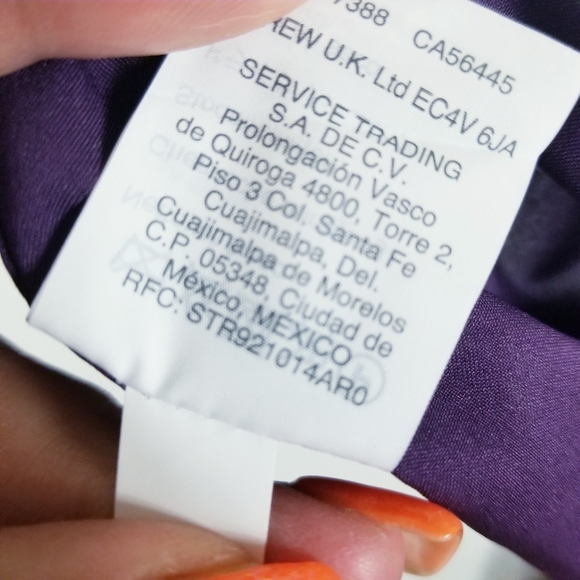 7388 CA56445
REW U.K. Ltd EC4V 6JA
SERVICE TRADING
S.A. DE C.V.
Prolongación Vasco
de Quiroga 4800, Torre 2,
Piso 3 Col. Santa Fe
Cuajimalpa, Del.
Cuajimalpa de Morelos
C.P. 05348, Ciudad de
México, MÉXICO
RFC: STR921014AR0